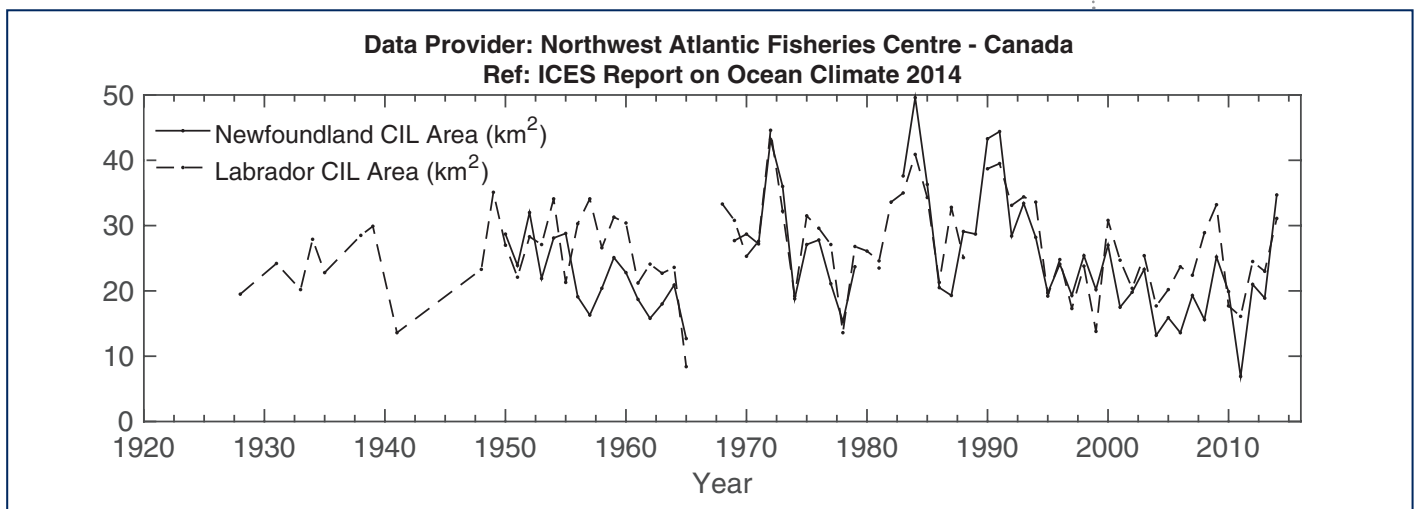 Data Provider: Northwest Atlantic Fisheries Centre - Canada
Ref: ICES Report on Ocean Climate 2014
50
Newfoundland CIL Area (km²)
40
Labrador CIL Area (km²)
30
20
10
0
1920 1930 1940 1950 1960 1970 1980 1990 2000 2010
Year